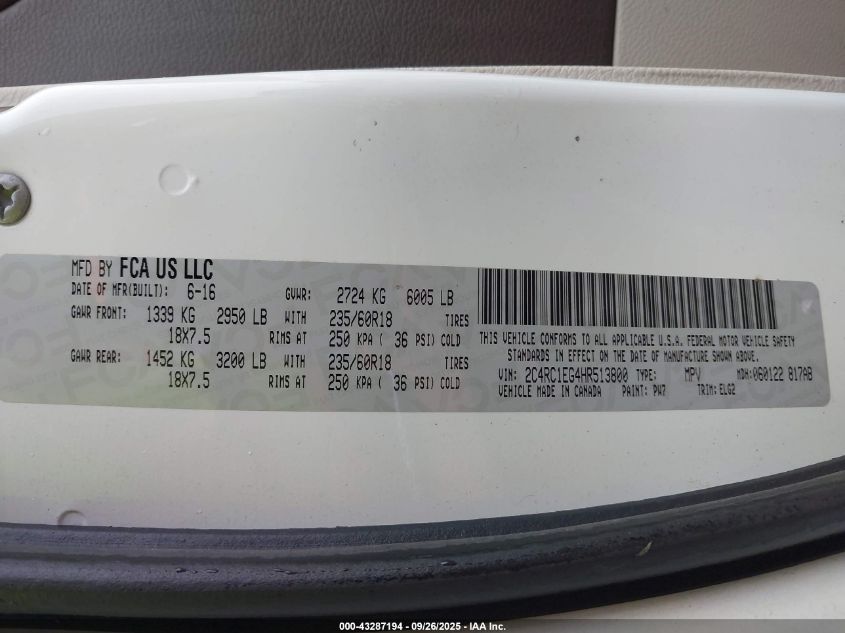 MFD BY FCA US LLC
DATE OF MFR(BUILT): 6-16 GVWR: 2724 KG 6005 LB
GAWR FRONT: 1339 KG 2950 LB WITH 235/60R18 TIRES
18X7.5 RIMS AT 250 KPA ( 36 PSI) COLD
GAWR REAR: 1452 KG 3200 LB WITH 235/60R18 TIRES
18X7.5 RIMS AT 250 KPA ( 36 PSI) COLD
THIS VEHICLE CONFORMS TO ALL APPLICABLE U.S.A. FEDERAL MOTOR VEHICLE SAFETY
STANDARDS IN EFFECT ON THE DATE OF MANUFACTURE SHOWN ABOVE.
VIN: 2C4RC1EG4HR513800 TYPE: MPV MDH: 060122 817AB
VEHICLE MADE IN CANADA PAINT: PW7 TRIM: ELG2
000-43287194 - 09/26/2025 - IAA Inc.